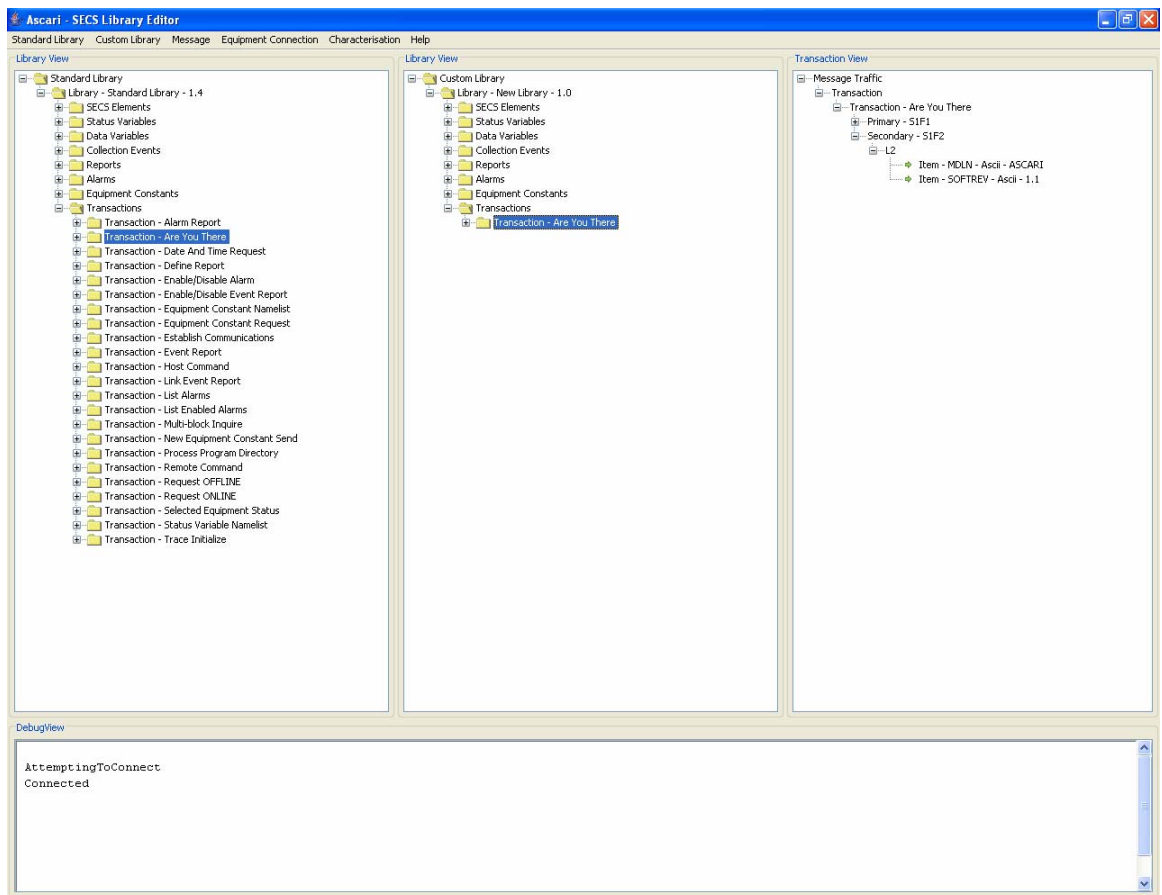 Ascari - SECS Library Editor
Standard Library Custom Library Message Equipment Connection Characterisation Help
Library View
Standard Library
Library - Standard Library - 1.4
SECS Elements
Status Variables
Data Variables
Collection Events
Reports
Alarms
Equipment Constants
Transactions
Transaction - Alarm Report
Transaction - Are You There
Transaction - Date And Time Request
Transaction - Define Report
Transaction - Enable/Disable Alarm
Transaction - Enable/Disable Event Report
Transaction - Equipment Constant Namelist
Transaction - Equipment Constant Request
Transaction - Establish Communications
Transaction - Event Report
Transaction - Host Command
Transaction - Link Event Report
Transaction - List Alarms
Transaction - List Enabled Alarms
Transaction - Multi-block Inquire
Transaction - New Equipment Constant Send
Transaction - Process Program Directory
Transaction - Remote Command
Transaction - Request OFFLINE
Transaction - Request ONLINE
Transaction - Selected Equipment Status
Transaction - Status Variable Namelist
Transaction - Trace Initialize
Library View
Custom Library
Library - New Library - 1.0
SECS Elements
Status Variables
Data Variables
Collection Events
Reports
Alarms
Equipment Constants
Transactions
Transaction - Are You There
Transaction View
Message Traffic
Transaction
Transaction - Are You There
Primary - S1F1
Secondary - S1F2
L2
Item - MDLN - Ascii - ASCARI
Item - SOFTREV - Ascii - 1.1
DebugView
AttemptingToConnect
Connected